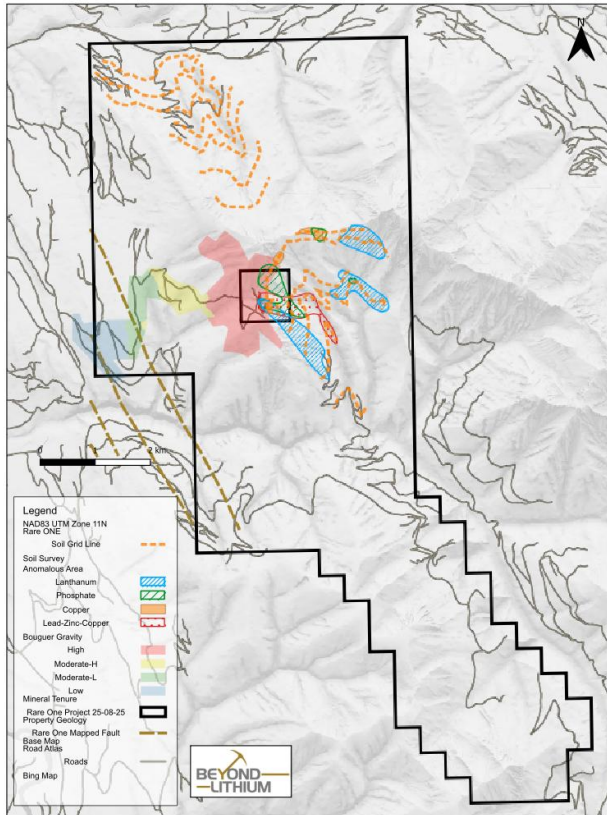 N
0 2 km
Legend
NAD83 UTM Zone 11N
Rare ONE
Soil Grid Line
Soil Survey
Anomalous Area
Lanthanum
Phosphate
Copper
Lead-Zinc-Copper
Bouguer Gravity
High
Moderate-H
Moderate-L
Low
Mineral Tenure
Rare One Project 25-08-25
Property Geology
Rare One Mapped Fault
Base Map
Road Atlas
Roads
Bing Map
BEYOND
LITHIUM